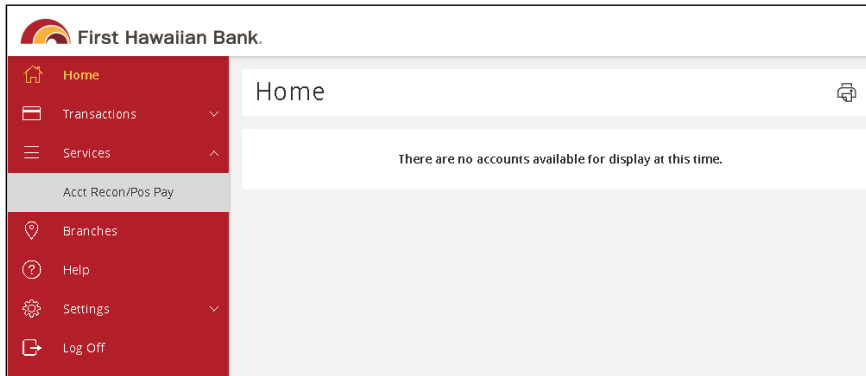 First Hawaiian Bank.
Home
Transactions
Services
Acct Recon/Pos Pay
Branches
Help
Settings
Log Off
Home
There are no accounts available for display at this time.